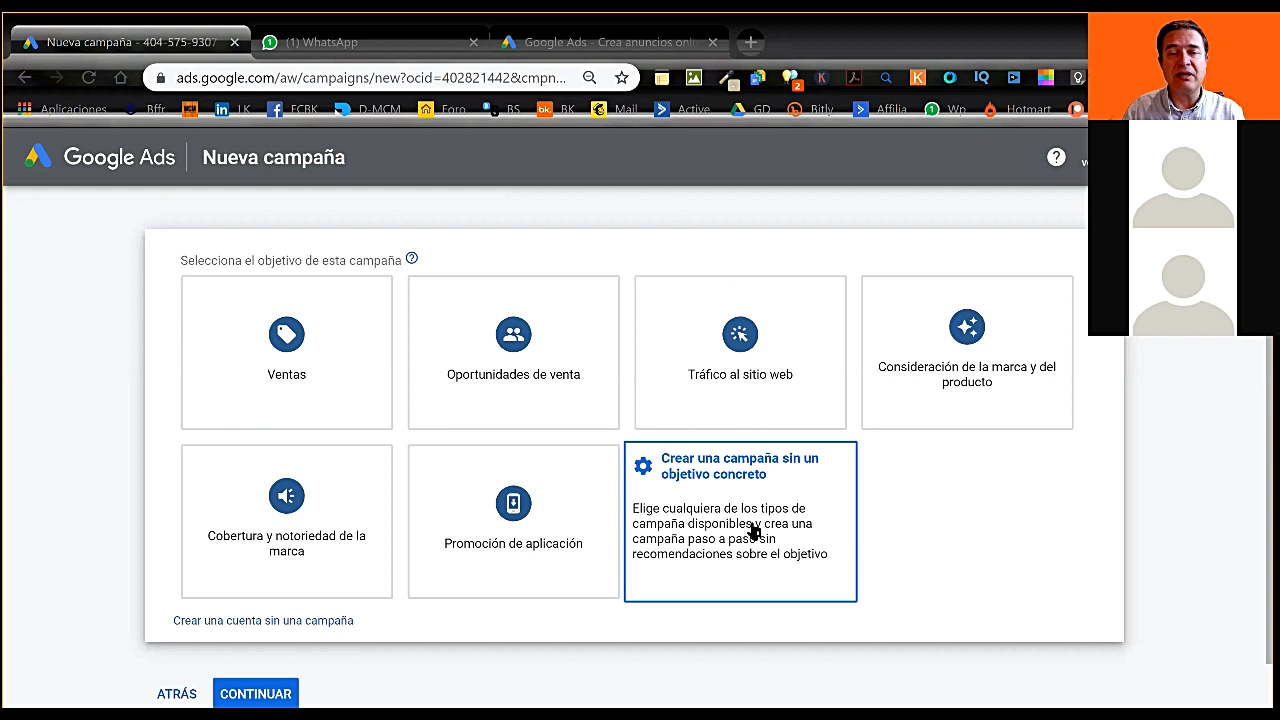 Nueva campaña - 404-575-9307
(1) WhatsApp
Google Ads - Crea anuncios onli
ads.google.com/aw/campaigns/new?ocid=402821442&cmpn...
Aplicaciones
Bffr
LK
FCBK
D-MCM
Foro
BS
BK
Mail
Active
GD
Bitly
Affilia
Wp
Hotmart
Google Ads
Nueva campaña
Selecciona el objetivo de esta campaña
Ventas
Oportunidades de venta
Tráfico al sitio web
Consideración de la marca y del
producto
Cobertura y notoriedad de la
marca
Promoción de aplicación
Crear una campaña sin un
objetivo concreto
Elige cualquiera de los tipos de
campaña disponibles y crea una
campaña paso a paso sin
recomendaciones sobre el objetivo
Crear una cuenta sin una campaña
ATRÁS
CONTINUAR